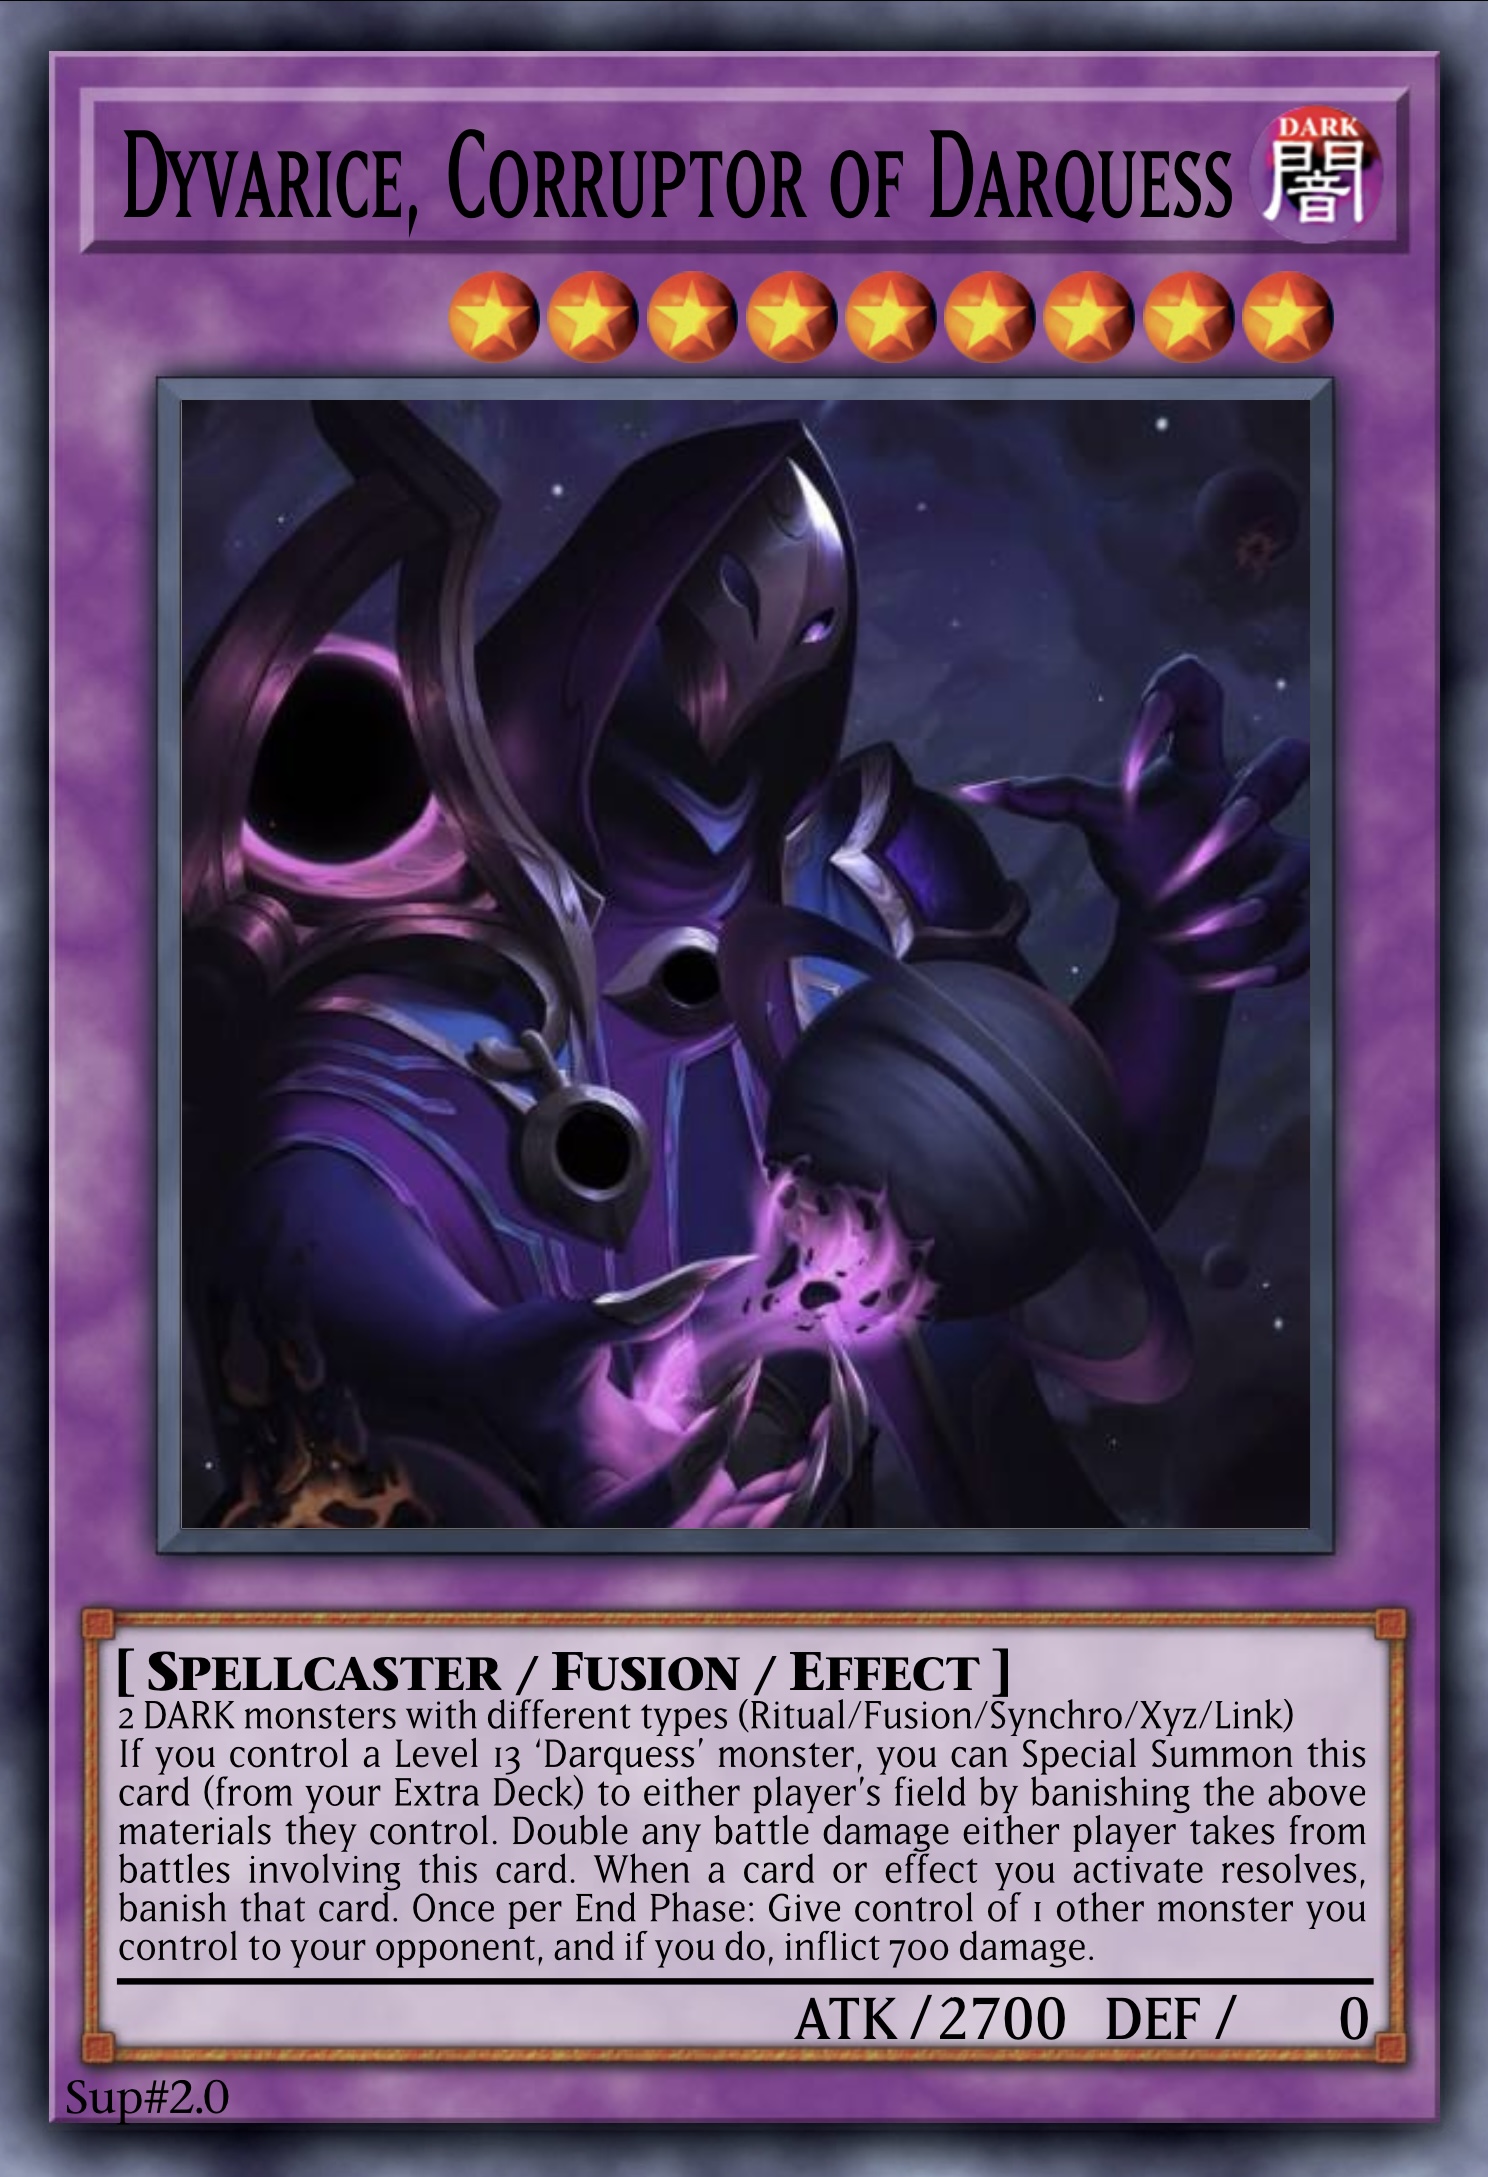 Dyvarice, Corruptor of Darquess
DARK
闇
[ Spellcaster / Fusion / Effect ]
2 DARK monsters with different types (Ritual/Fusion/Synchro/Xyz/Link)
If you control a Level 13 ‘Darquess’ monster, you can Special Summon this
card (from your Extra Deck) to either player's field by banishing the above
materials they control. Double any battle damage either player takes from
battles involving this card. When a card or effect you activate resolves,
banish that card. Once per End Phase: Give control of 1 other monster you
control to your opponent, and if you do, inflict 700 damage.
ATK / 2700 DEF / 0
Sup#2.0